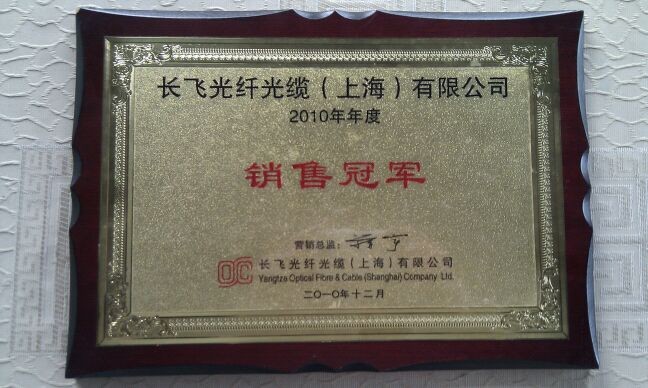 长飞光纤光缆（上海）有限公司
2010年年度
销售冠军
营销总监：
长飞光纤光缆（上海）有限公司
Yangtze Optical Fibre & Cable (Shanghai) Company Ltd.
二〇一〇年十二月